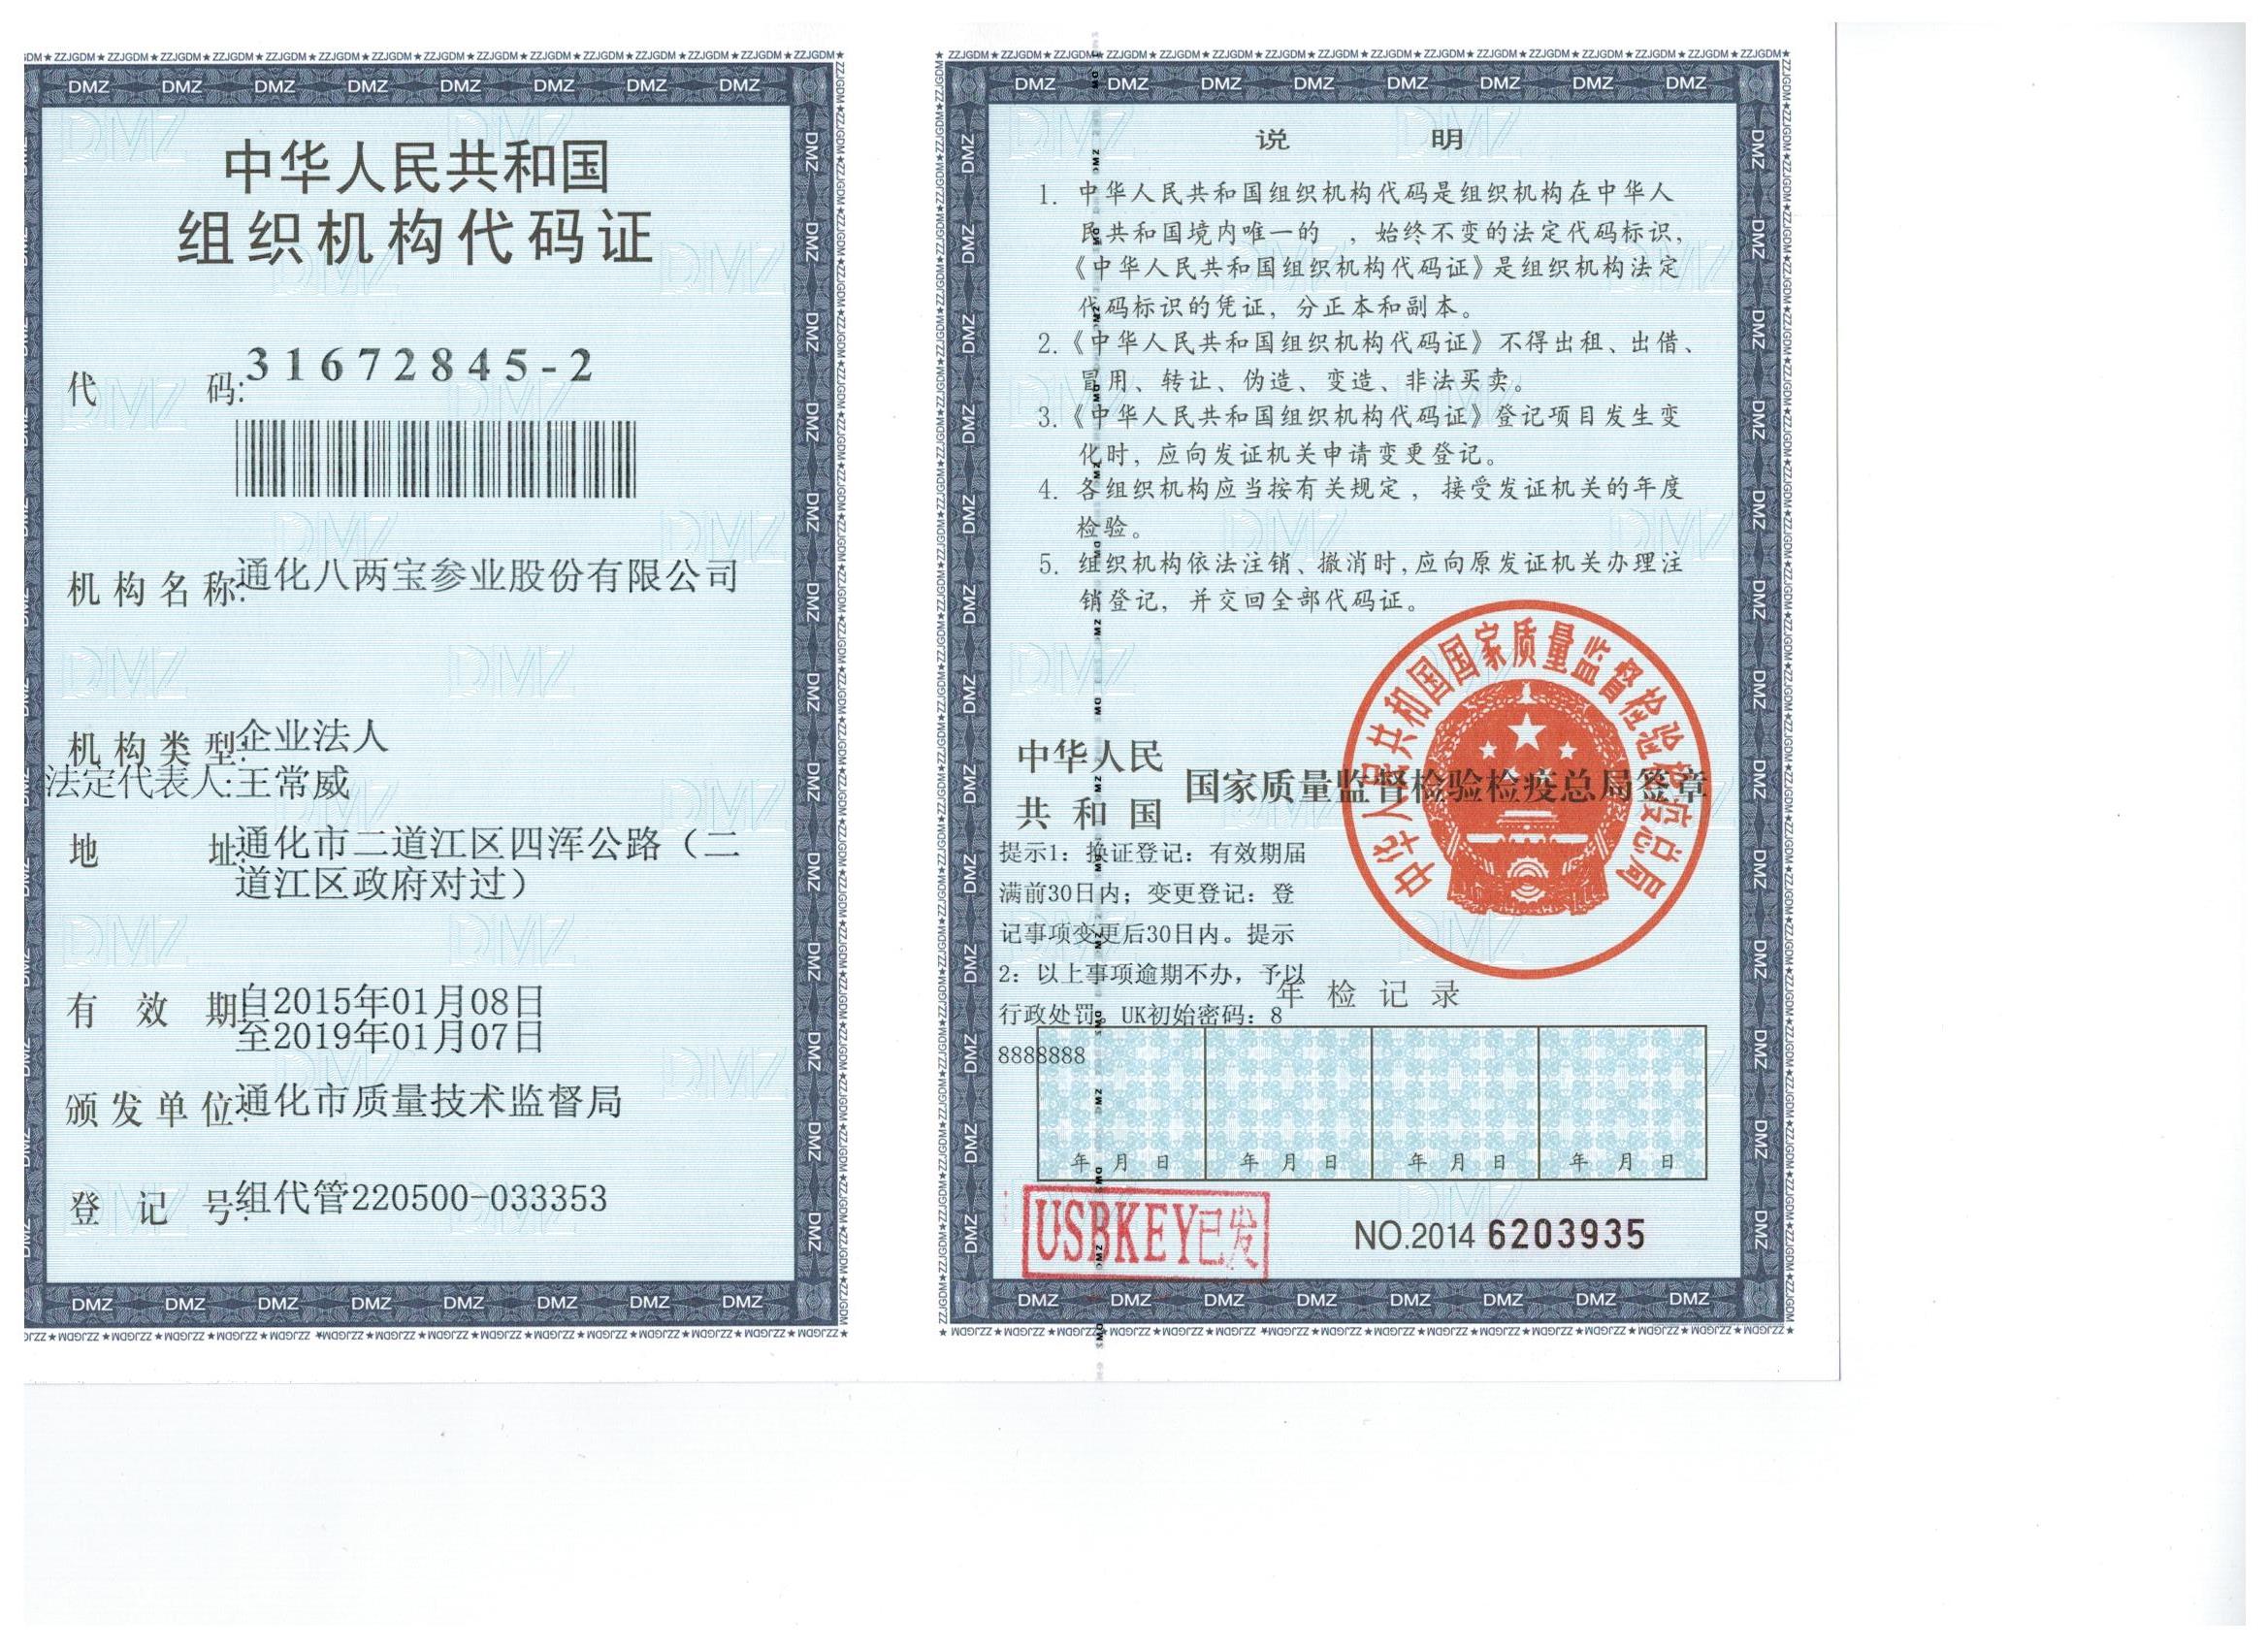 中华人民共和国
组织机构代码证
代 码:31672845-2
机构名称:通化八两宝参业股份有限公司
机构类型:企业法人
法定代表人:王常威
地 址:通化市二道江区四浑公路（二
道江区政府对过）
有 效 期:自2015年01月08日
至2019年01月07日
颁发单位:通化市质量技术监督局
登 记 号:组代管220500-033353
说 明
1. 中华人民共和国组织机构代码是组织机构在中华人
民共和国境内唯一的 ，始终不变的法定代码标识，
《中华人民共和国组织机构代码证》是组织机构法定
代码标识的凭证，分正本和副本。
2.《中华人民共和国组织机构代码证》不得出租、出借、
冒用、转让、伪造、变造、非法买卖。
3.《中华人民共和国组织机构代码证》登记项目发生变
化时，应向发证机关申请变更登记。
4. 各组织机构应当按有关规定，接受发证机关的年度
检验。
5. 组织机构依法注销、撤消时,应向原发证机关办理注
销登记，并交回全部代码证。
中华人民共和国国家质量监督检验检疫总局
中华人民
共和国
国家质量监督检验检疫总局签章
提示1：换证登记：有效期届
满前30日内；变更登记：登
记事项变更后30日内。提示
2：以上事项逾期不办，予以
行政处罚。UK初始密码：8
8888888
年检记录
年 月 日
年 月 日
年 月 日
年 月 日
USBKEY已发
NO.2014 6203935